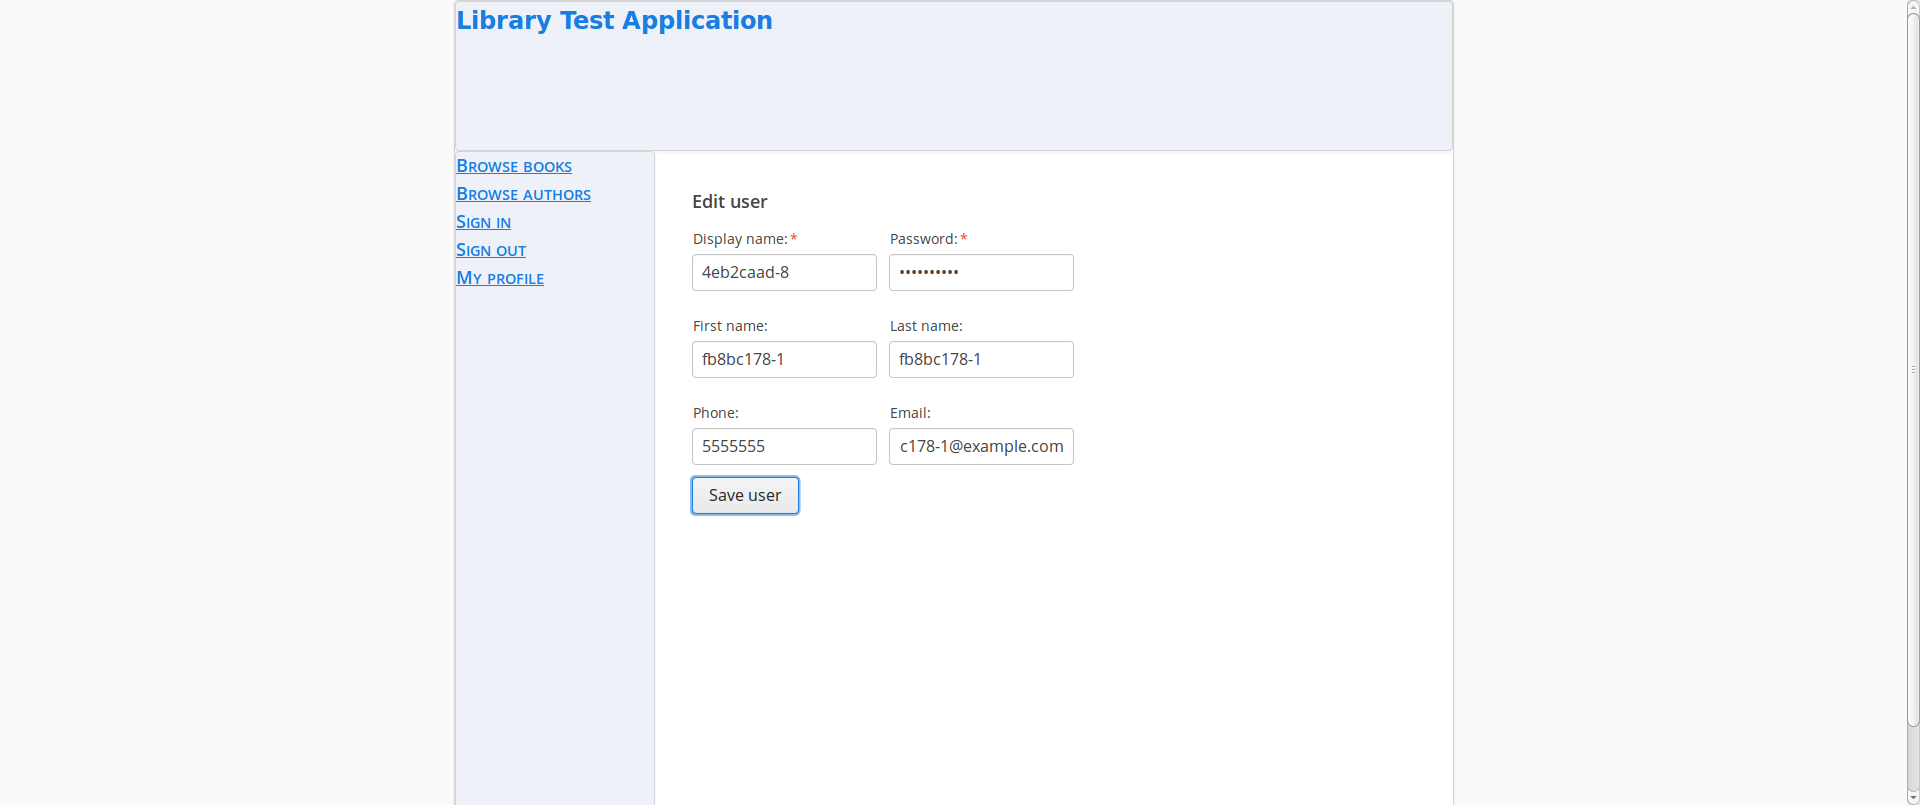 Library Test Application
Browse books
Browse authors
Sign in
Sign out
My profile
Edit user
Display name:* Password:*
4eb2caad-8 ••••••••••
First name: Last name:
fb8bc178-1 fb8bc178-1
Phone: Email:
5555555 c178-1@example.com
Save user